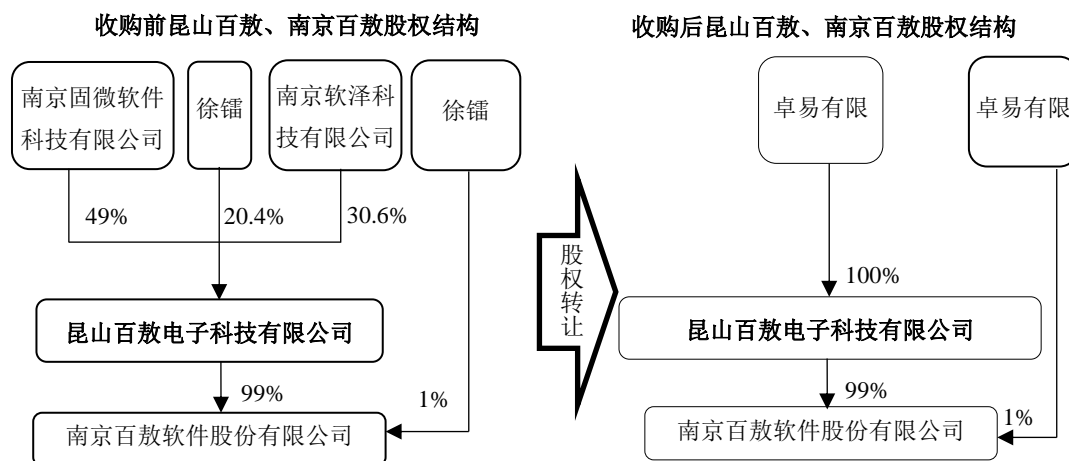 收购前昆山百敖、南京百敖股权结构
南京固微软件
科技有限公司
徐镭
南京软泽科
技有限公司
徐镭
49%
20.4%
30.6%
昆山百敖电子科技有限公司
99%
1%
南京百敖软件股份有限公司
股权转让
收购后昆山百敖、南京百敖股权结构
卓易有限
卓易有限
100%
昆山百敖电子科技有限公司
99%
1%
南京百敖软件股份有限公司